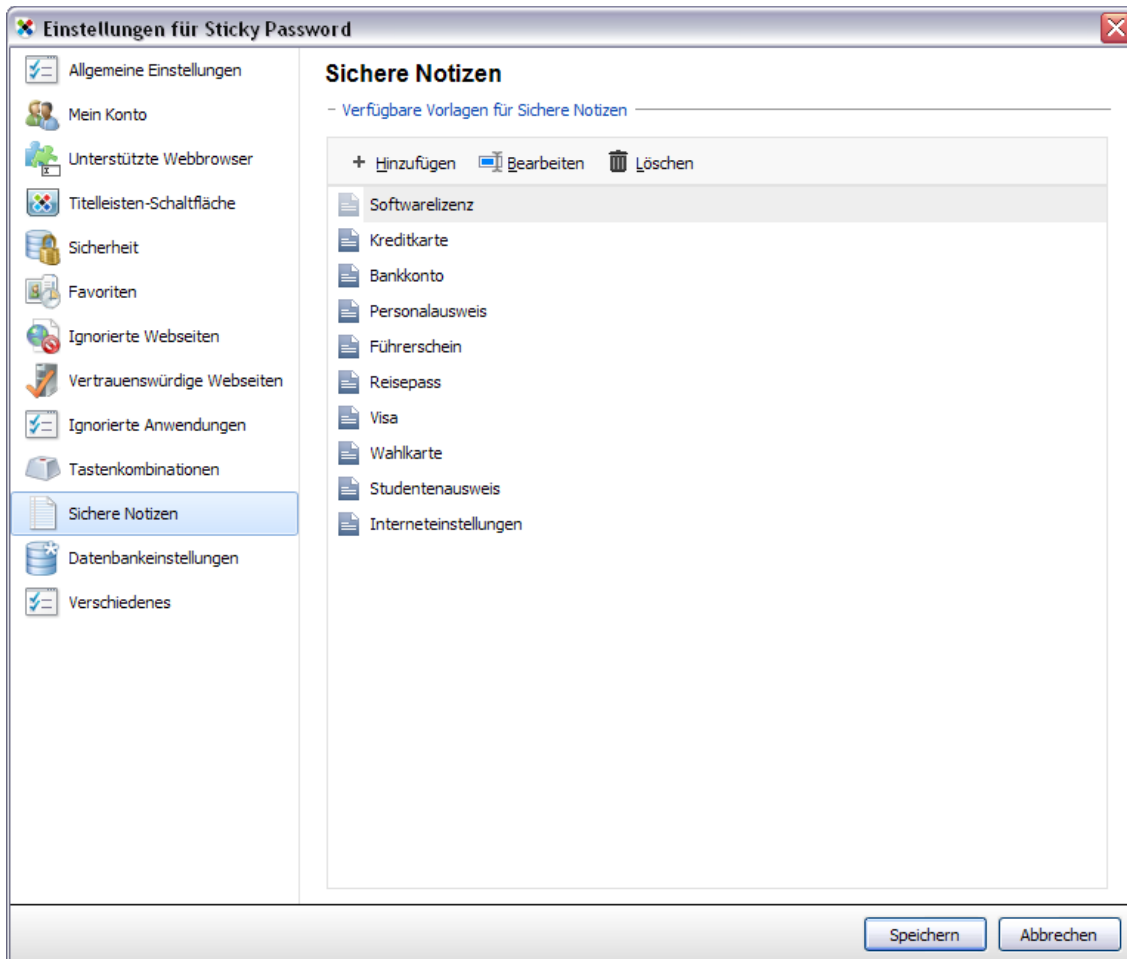 Einstellungen für Sticky Password
Allgemeine Einstellungen
Mein Konto
Unterstützte Webbrowser
Titelleisten-Schaltfläche
Sicherheit
Favoriten
Ignorierte Webseiten
Vertrauenswürdige Webseiten
Ignorierte Anwendungen
Tastenkombinationen
Sichere Notizen
Datenbankeinstellungen
Verschiedenes
Sichere Notizen
Verfügbare Vorlagen für Sichere Notizen
Hinzufügen Bearbeiten Löschen
Softwarelizenz
Kreditkarte
Bankkonto
Personalausweis
Führerschein
Reisepass
Visa
Wahlkarte
Studentenausweis
Interneteinstellungen
Speichern Abbrechen